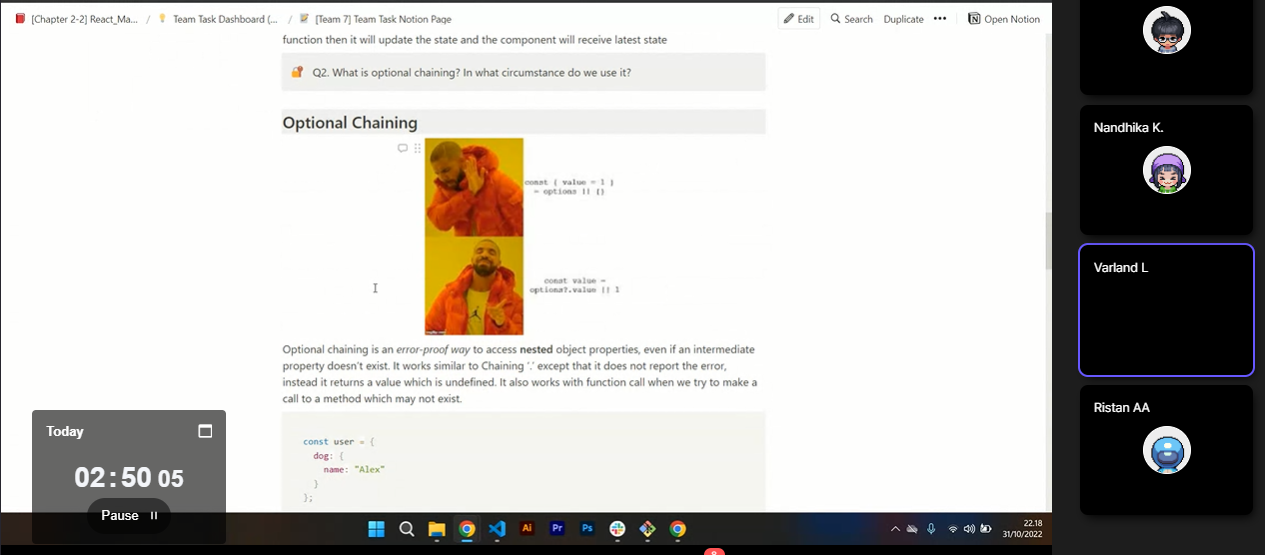 [Chapter 2-2] React_Ma... / Team Task Dashboard (... / [Team 7] Team Task Notion Page
Edit Search Duplicate ••• Open Notion
function then it will update the state and the component will receive latest state
Q2. What is optional chaining? In what circumstance do we use it?
Optional Chaining
const { value = 1 }
= options || {}
const value =
options?.value || 1
Optional chaining is an error-proof way to access nested object properties, even if an intermediate
property doesn't exist. It works similar to Chaining '.' except that it does not report the error,
instead it returns a value which is undefined. It also works with function call when we try to make a
call to a method which may not exist.
const user = {
dog: {
name: "Alex"
}
};
Today
02:50 05
Pause
Nandhika K.
Varland L
Ristan AA
Ai
Pr
Ps
22.18
31/10/2022
8